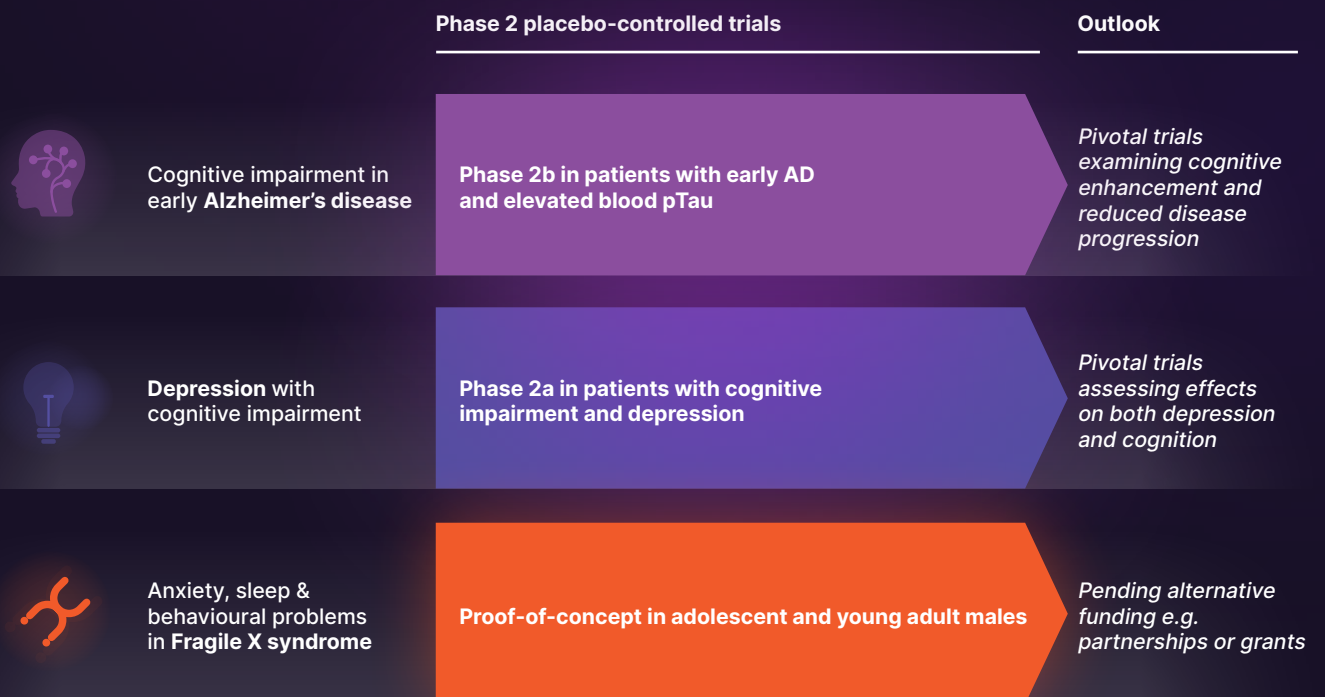 Phase 2 placebo-controlled trials
Outlook
Cognitive impairment in
early Alzheimer’s disease
Phase 2b in patients with early AD
and elevated blood pTau
Pivotal trials
examining cognitive
enhancement and
reduced disease
progression
Depression with
cognitive impairment
Phase 2a in patients with cognitive
impairment and depression
Pivotal trials
assessing effects
on both depression
and cognition
Anxiety, sleep &
behavioural problems
in Fragile X syndrome
Proof-of-concept in adolescent and young adult males
Pending alternative
funding e.g.
partnerships or grants